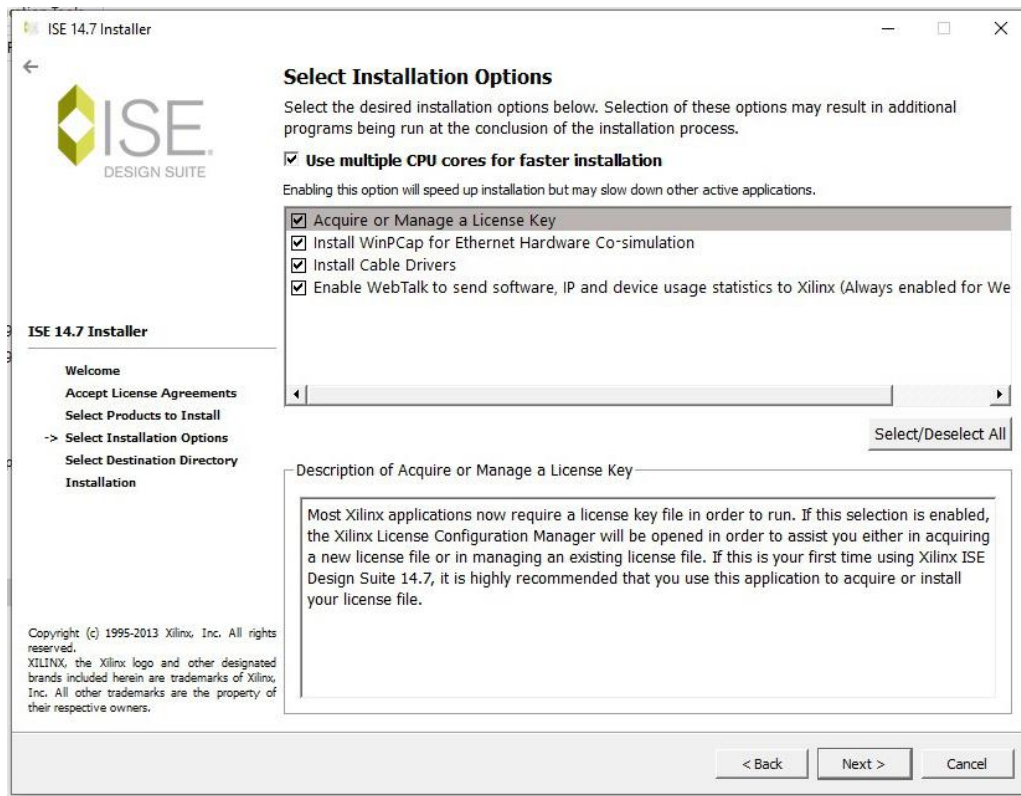 ISE 14.7 Installer
ISE
DESIGN SUITE
Select Installation Options
Select the desired installation options below. Selection of these options may result in additional
programs being run at the conclusion of the installation process.
Use multiple CPU cores for faster installation
Enabling this option will speed up installation but may slow down other active applications.
Acquire or Manage a License Key
Install WinPCap for Ethernet Hardware Co-simulation
Install Cable Drivers
Enable WebTalk to send software, IP and device usage statistics to Xilinx (Always enabled for We
Select/Deselect All
ISE 14.7 Installer
Welcome
Accept License Agreements
Select Products to Install
-> Select Installation Options
Select Destination Directory
Installation
Description of Acquire or Manage a License Key
Most Xilinx applications now require a license key file in order to run. If this selection is enabled,
the Xilinx License Configuration Manager will be opened in order to assist you either in acquiring
a new license file or in managing an existing license file. If this is your first time using Xilinx ISE
Design Suite 14.7, it is highly recommended that you use this application to acquire or install
your license file.
Copyright (c) 1995-2013 Xilinx, Inc. All rights
reserved.
XILINX, the Xilinx logo and other designated
brands included herein are trademarks of Xilinx,
Inc. All other trademarks are the property of
their respective owners.
< Back
Next >
Cancel